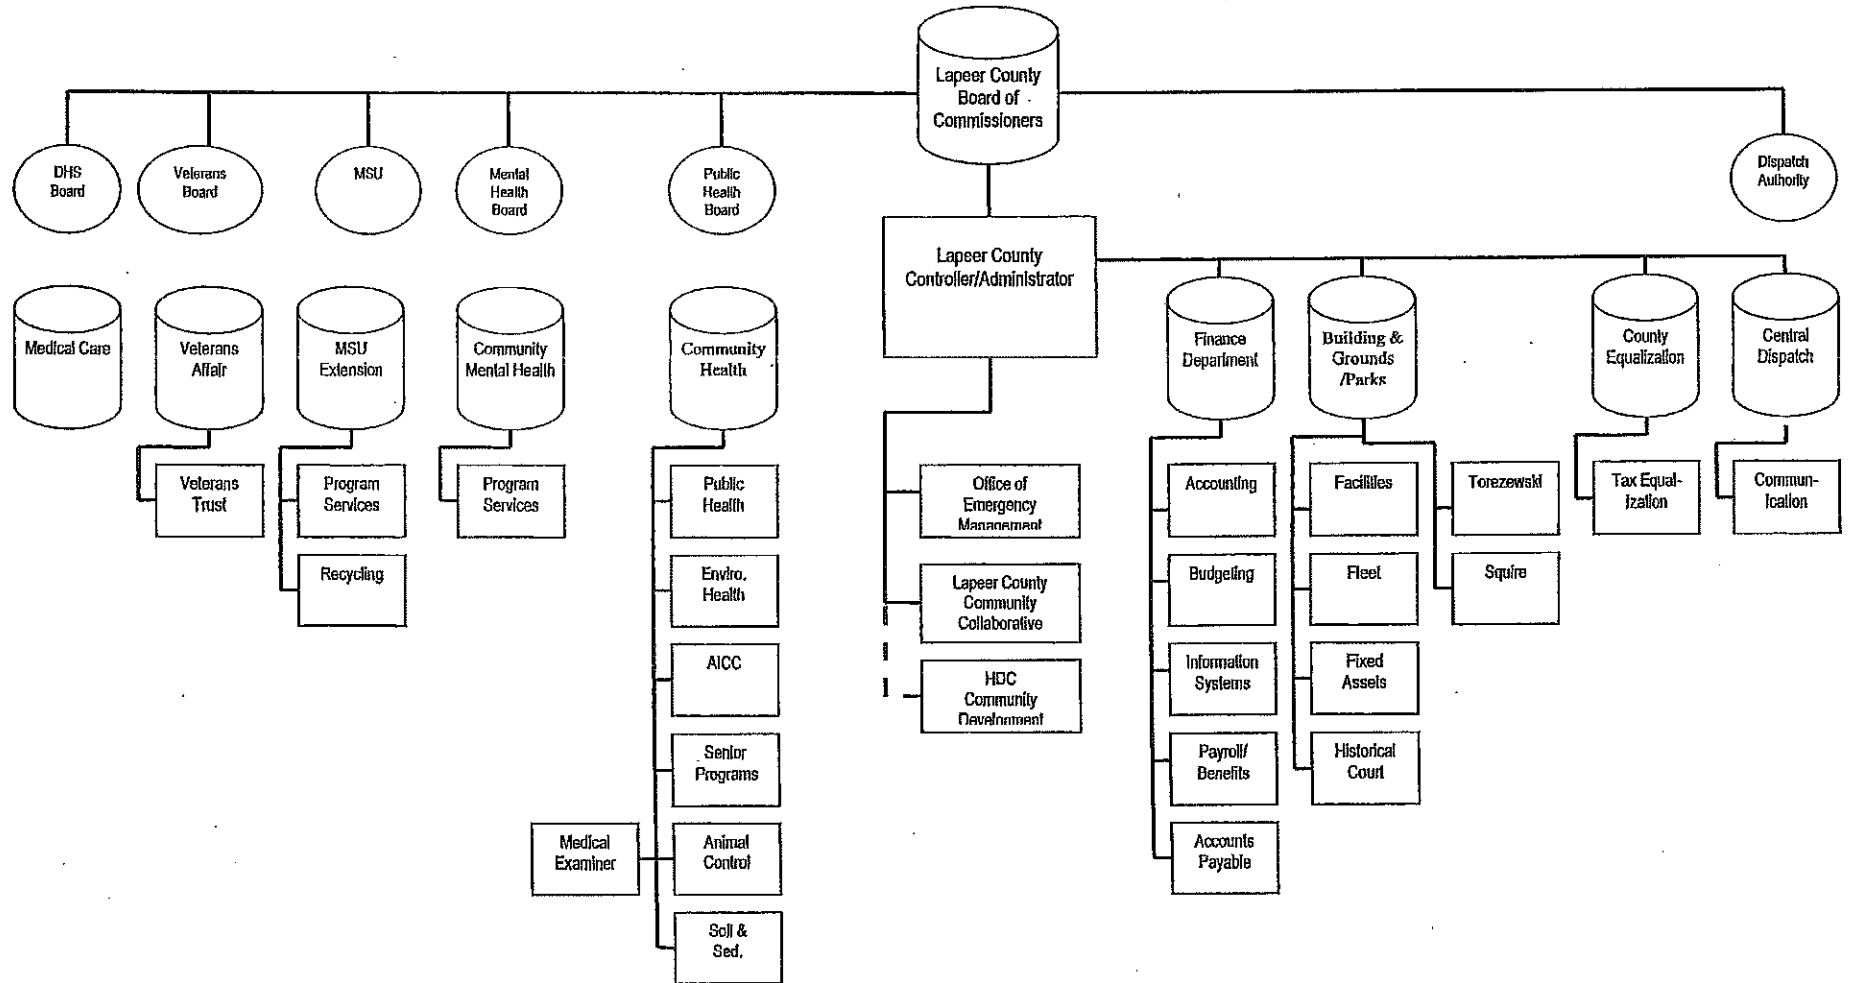 Lapeer County
Board of
Commissioners
DHS
Board
Veterans
Board
MSU
Mental
Health
Board
Public
Health
Board
Dispatch
Authority
Lapeer County
Controller/Administrator
Medical Care
Veterans
Affair
MSU
Extension
Community
Mental Health
Community
Health
Finance
Department
Building &
Grounds
/Parks
County
Equalization
Central
Dispatch
Veterans
Trust
Program
Services
Recycling
Program
Services
Public
Health
Enviro.
Health
AICC
Senior
Programs
Medical
Examiner
Animal
Control
Soil &
Sed.
Office of
Emergency
Management
Lapeer County
Community
Collaborative
HDC
Community
Development
Accounting
Budgeting
Information
Systems
Payroll/
Benefits
Accounts
Payable
Facilities
Fleet
Fixed
Assets
Historical
Court
Torezewski
Squire
Tax Equal-
ization
Commun-
ication